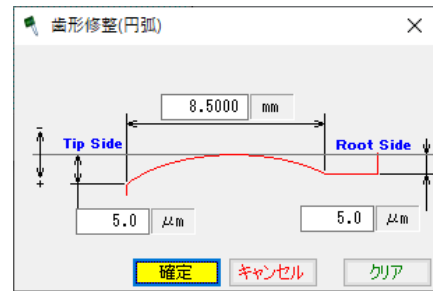 歯形修整(円弧)
8.5000 mm
Tip Side
Root Side
-
+
5.0 μm
5.0 μm
確定
キャンセル
クリア